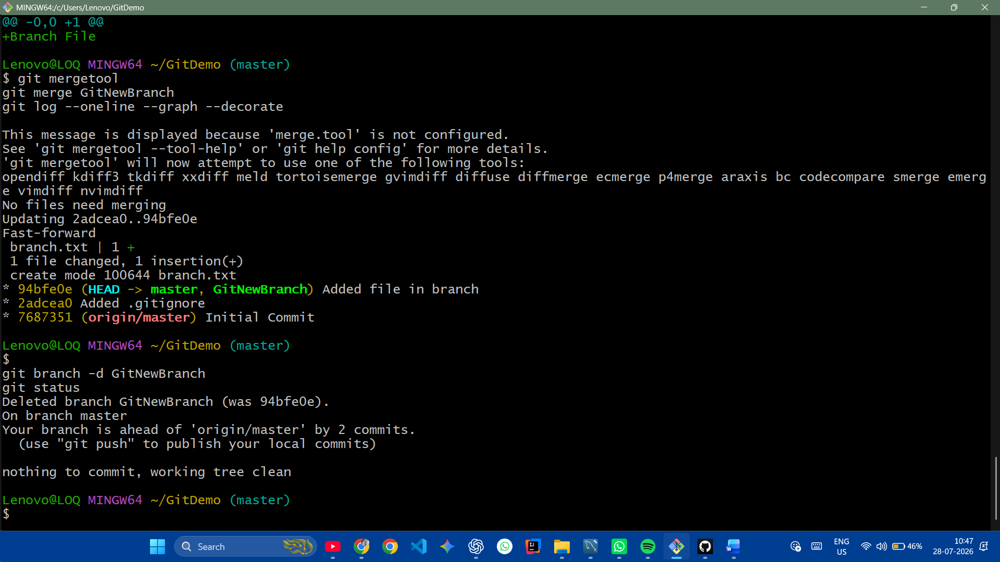 MINGW64:/c/Users/Lenovo/GitDemo
@@ -0,0 +1 @@
+Branch File
Lenovo@LOQ MINGW64 ~/GitDemo (master)
$ git mergetool
git merge GitNewBranch
git log --oneline --graph --decorate
This message is displayed because 'merge.tool' is not configured.
See 'git mergetool --tool-help' or 'git help config' for more details.
'git mergetool' will now attempt to use one of the following tools:
opendiff kdiff3 tkdiff xxdiff meld tortoisemerge gvimdiff diffuse diffmerge ecmerge p4merge araxis bc codecompare smerge emerg
e vimdiff nvimdiff
No files need merging
Updating 2adcea0..94bfe0e
Fast-forward
 branch.txt | 1 +
 1 file changed, 1 insertion(+)
 create mode 100644 branch.txt
* 94bfe0e (HEAD -> master, GitNewBranch) Added file in branch
* 2adcea0 Added .gitignore
* 7687351 (origin/master) Initial Commit
Lenovo@LOQ MINGW64 ~/GitDemo (master)
$
git branch -d GitNewBranch
git status
Deleted branch GitNewBranch (was 94bfe0e).
On branch master
Your branch is ahead of 'origin/master' by 2 commits.
  (use "git push" to publish your local commits)
nothing to commit, working tree clean
Lenovo@LOQ MINGW64 ~/GitDemo (master)
$
Search
ENG
US
46%
10:47
28-07-2026